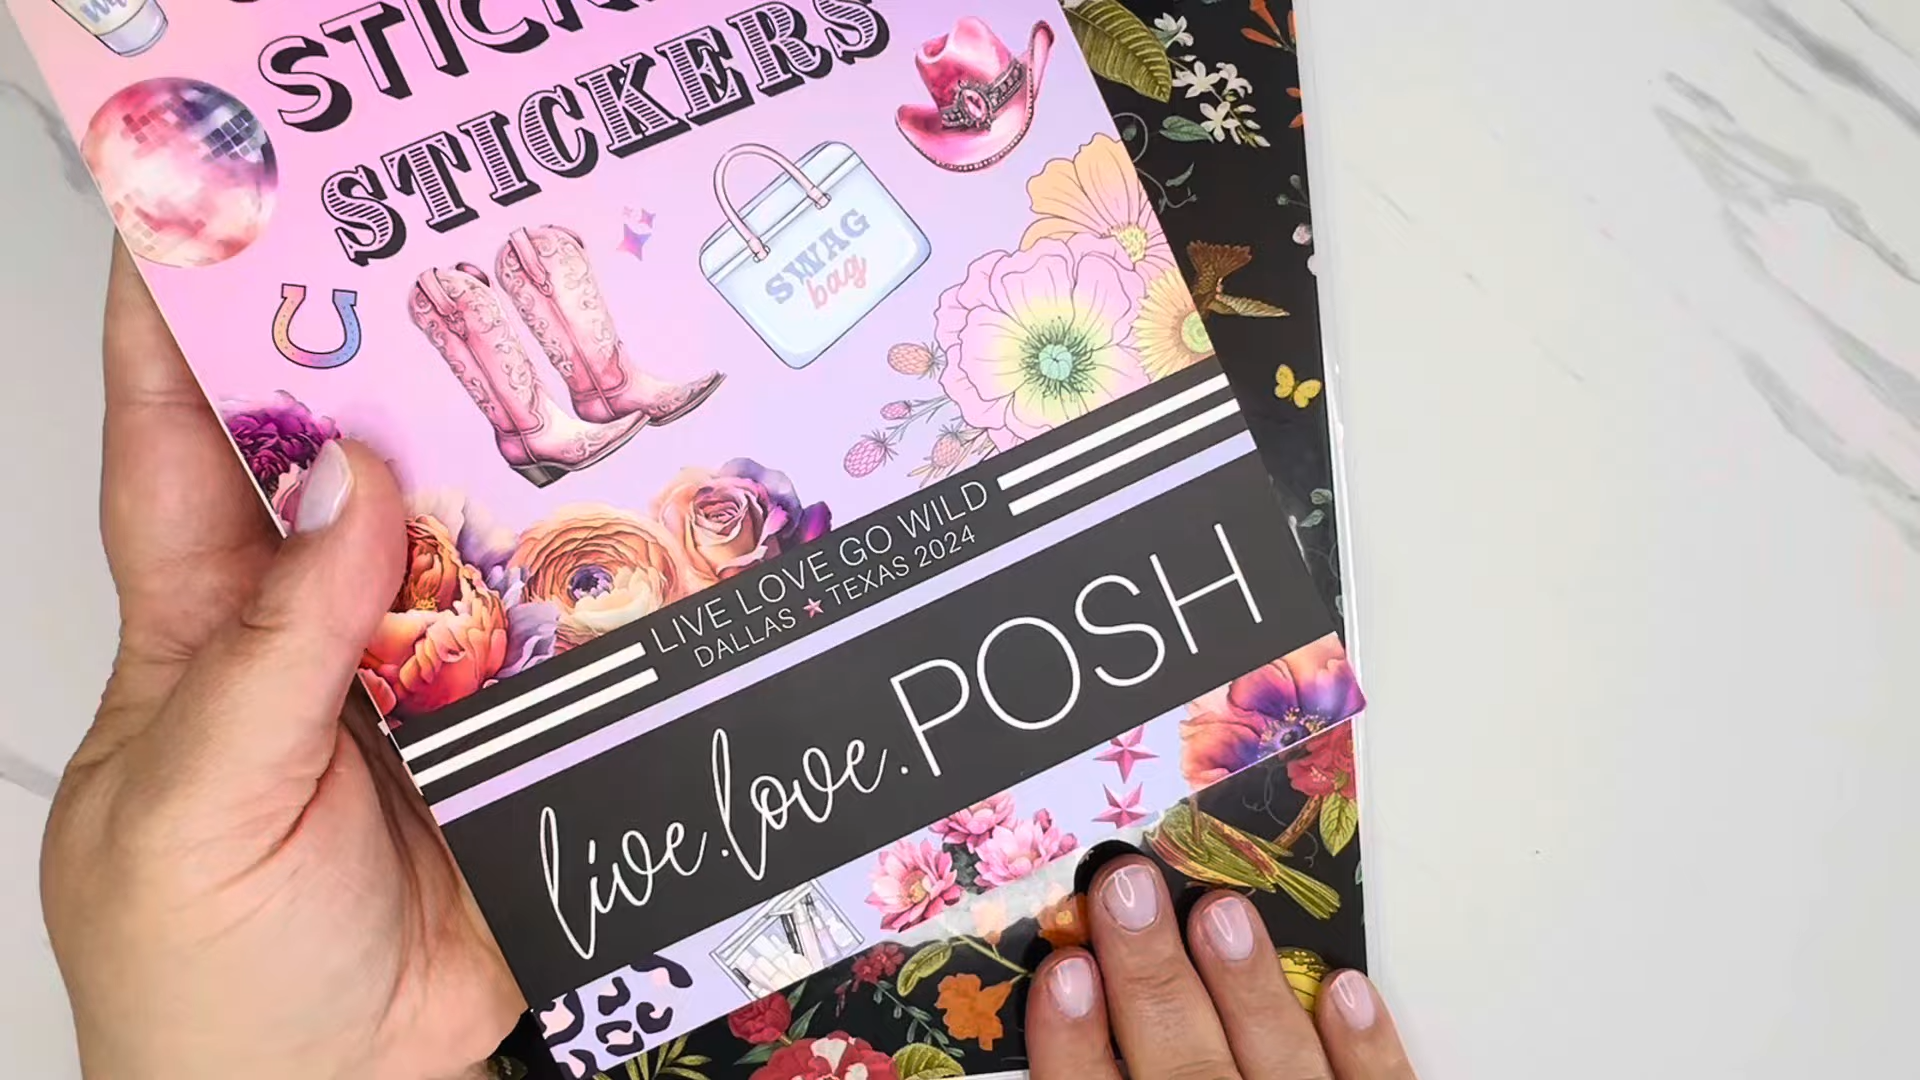 STICKERS
SWAG
bag
LIVE LOVE GO WILD
DALLAS ★ TEXAS 2024
live.love.POSH